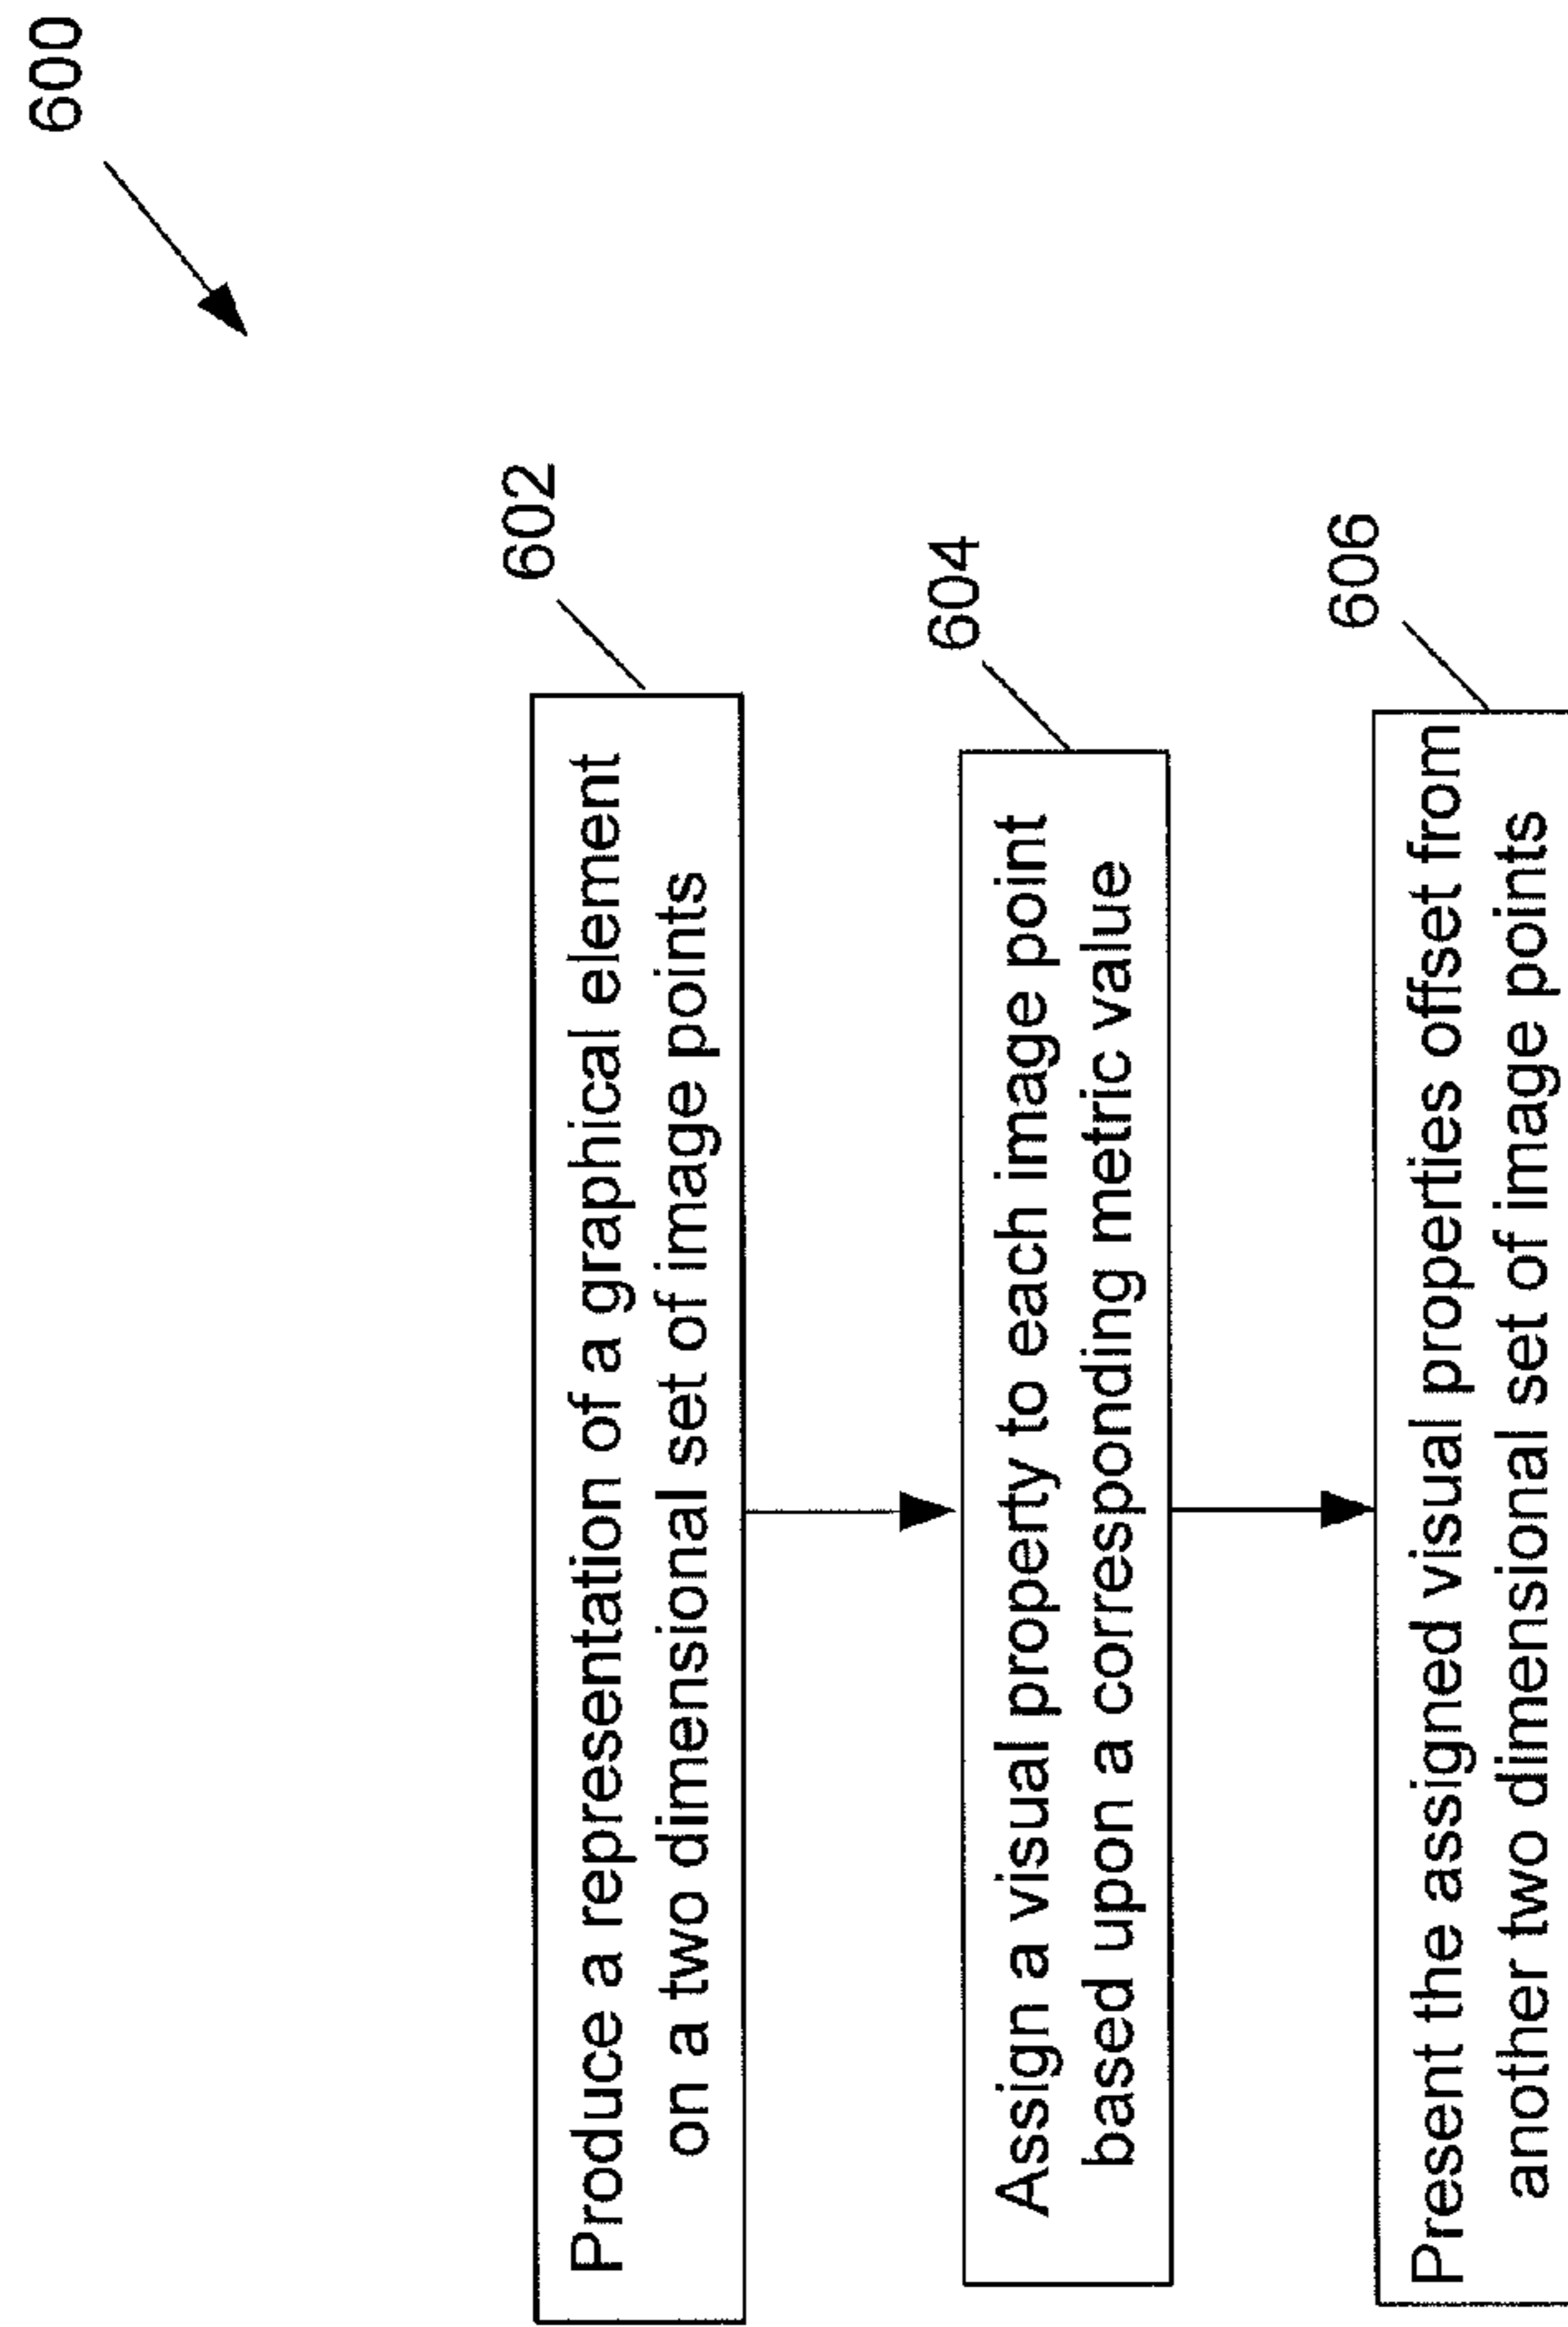 600
602
Produce a representation of a graphical element
on a two dimensional set of image points
604
Assign a visual property to each image point
based upon a corresponding metric value
606
Present the assigned visual properties offset from
another two dimensional set of image points